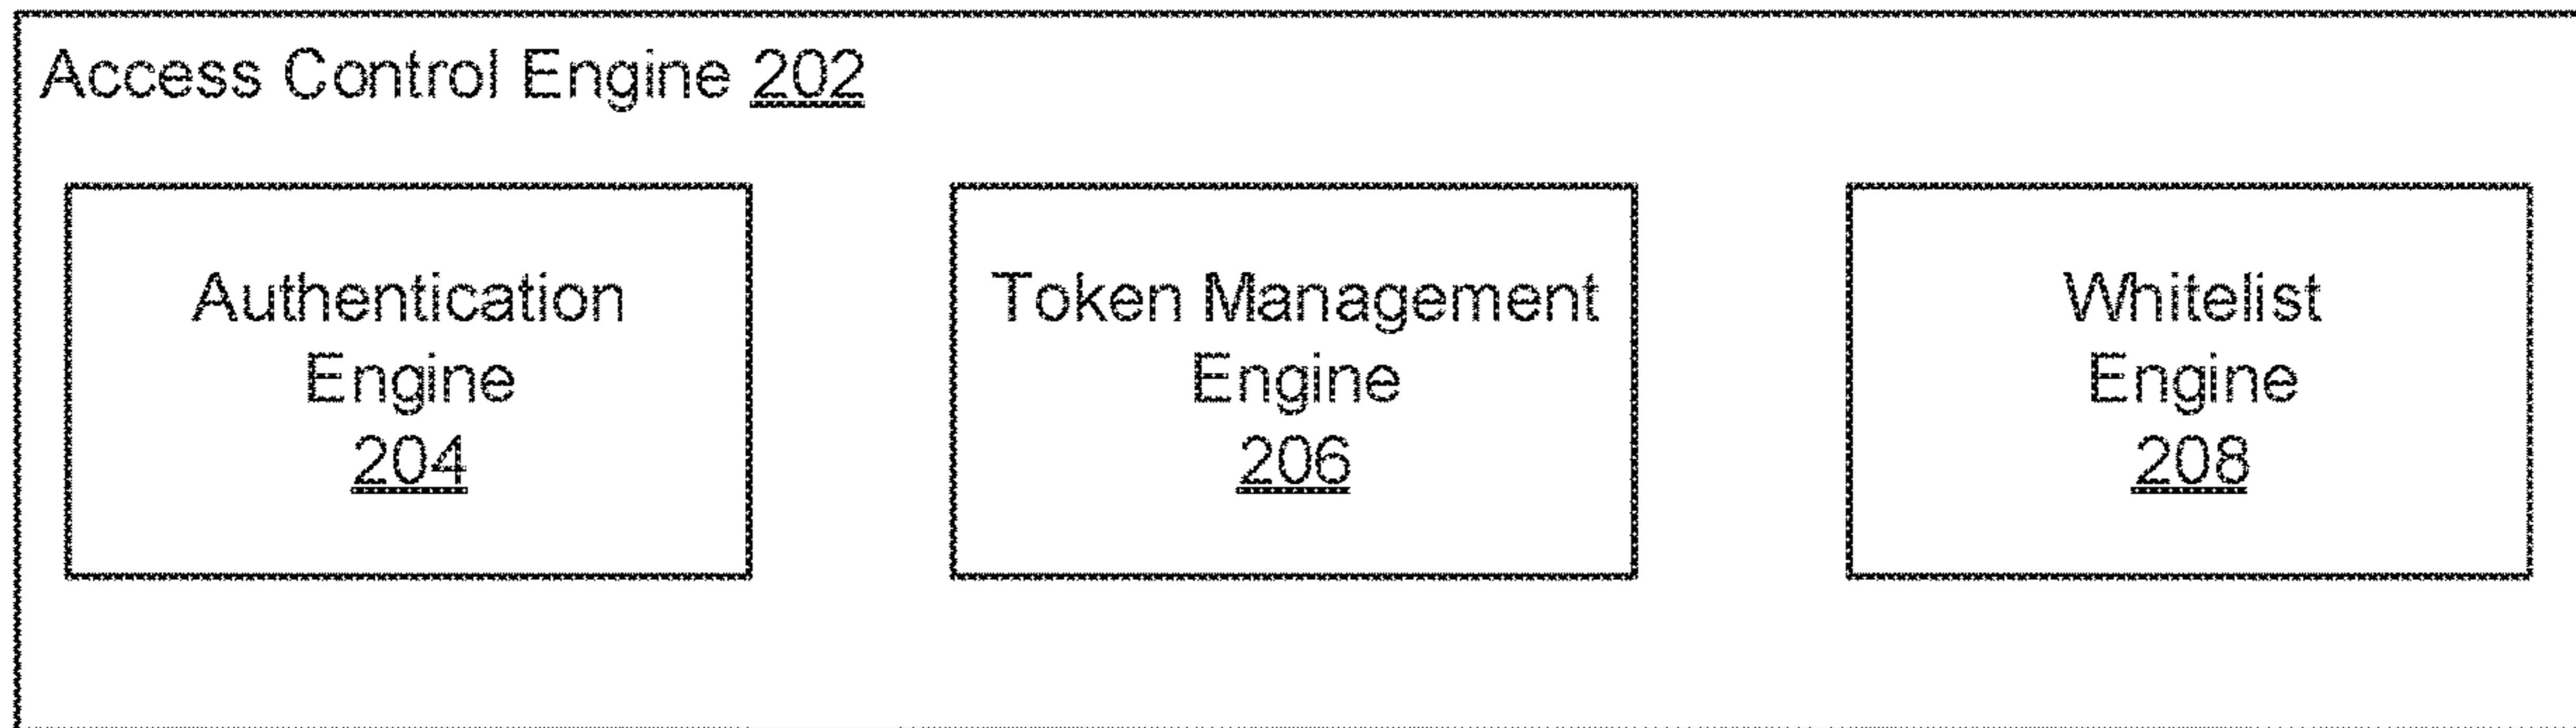 Access Control Engine 202
Authentication
Engine
204
Token Management
Engine
206
Whitelist
Engine
208